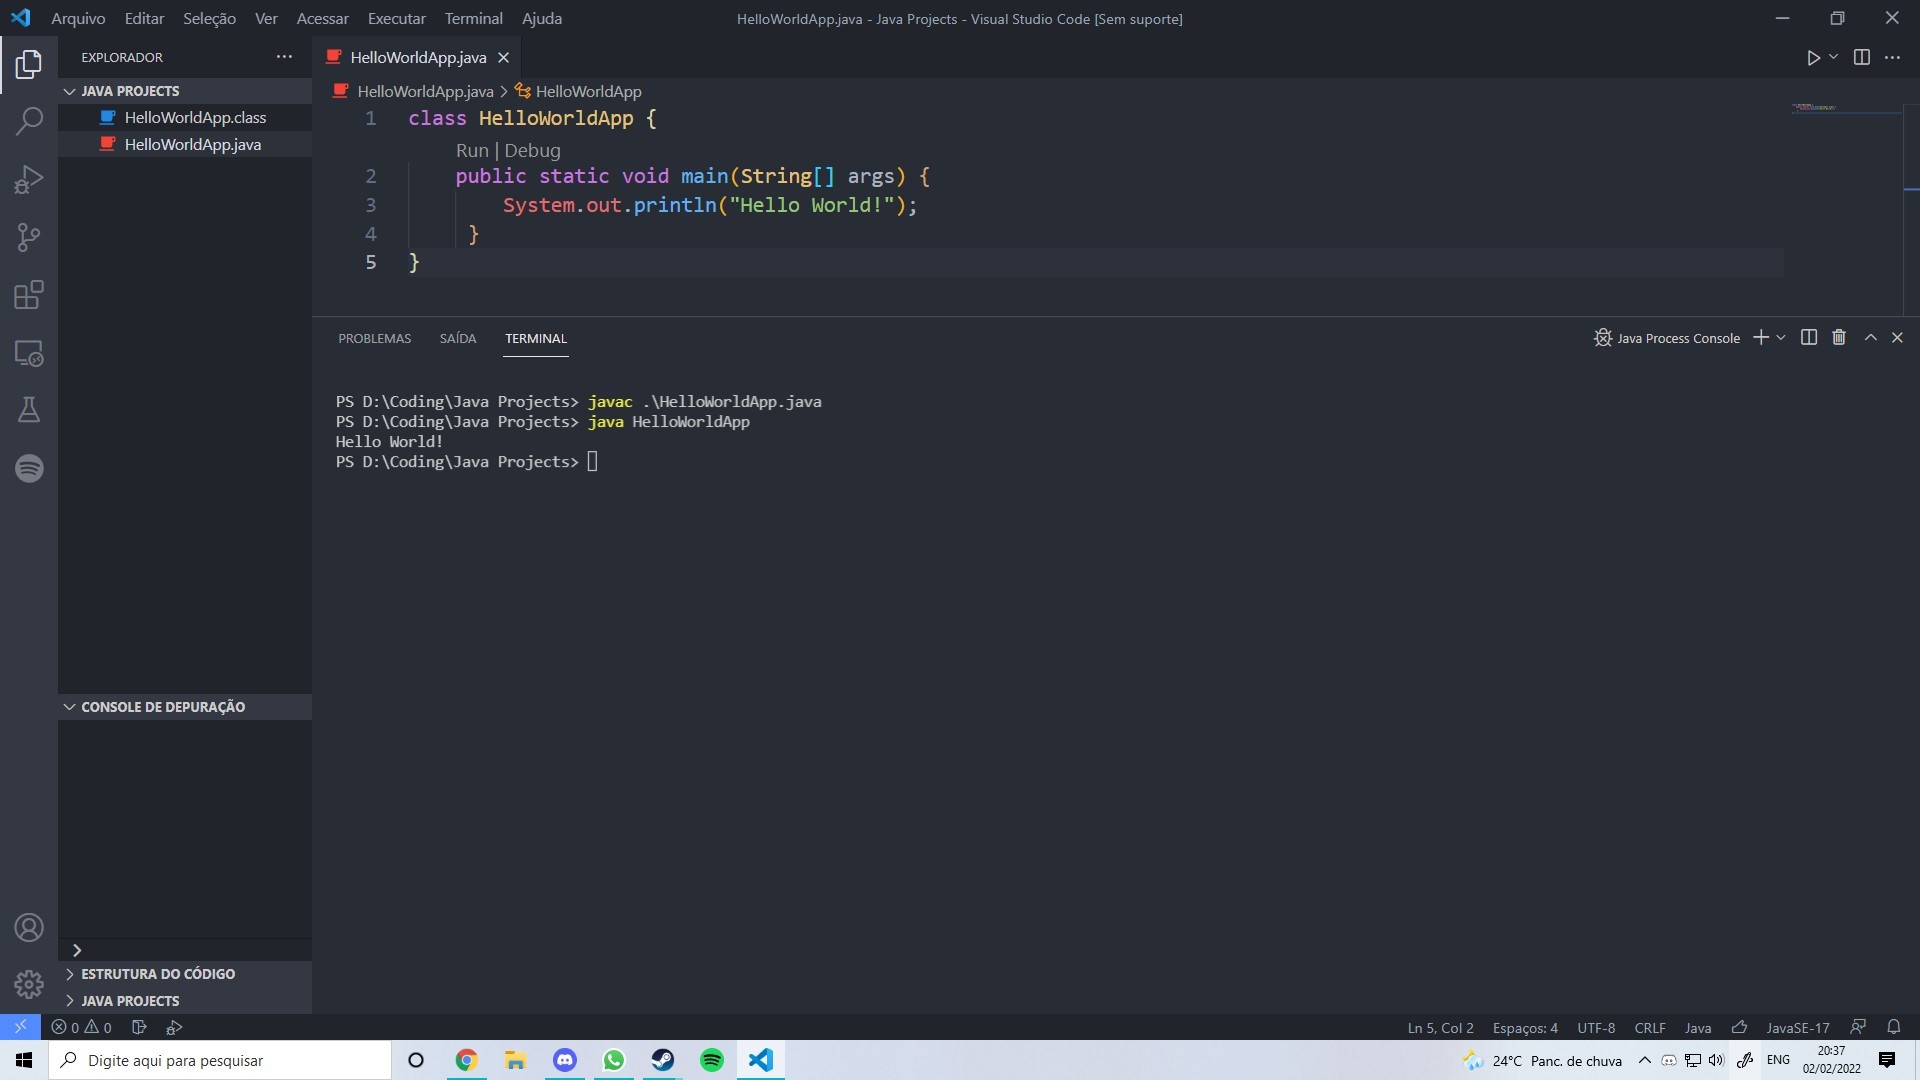 Arquivo Editar Seleção Ver Acessar Executar Terminal Ajuda
HelloWorldApp.java - Java Projects - Visual Studio Code [Sem suporte]
EXPLORADOR
JAVA PROJECTS
HelloWorldApp.class
HelloWorldApp.java
HelloWorldApp.java
HelloWorldApp.java > HelloWorldApp
1 class HelloWorldApp {
Run | Debug
2 public static void main(String[] args) {
3 System.out.println("Hello World!");
4 }
5 }
PROBLEMAS SAÍDA TERMINAL
Java Process Console
PS D:\Coding\Java Projects> javac .\HelloWorldApp.java
PS D:\Coding\Java Projects> java HelloWorldApp
Hello World!
PS D:\Coding\Java Projects>
CONSOLE DE DEPURAÇÃO
ESTRUTURA DO CÓDIGO
JAVA PROJECTS
0 0
Ln 5, Col 2 Espaços: 4 UTF-8 CRLF Java JavaSE-17
Digite aqui para pesquisar
24°C Panc. de chuva
ENG
20:37
02/02/2022